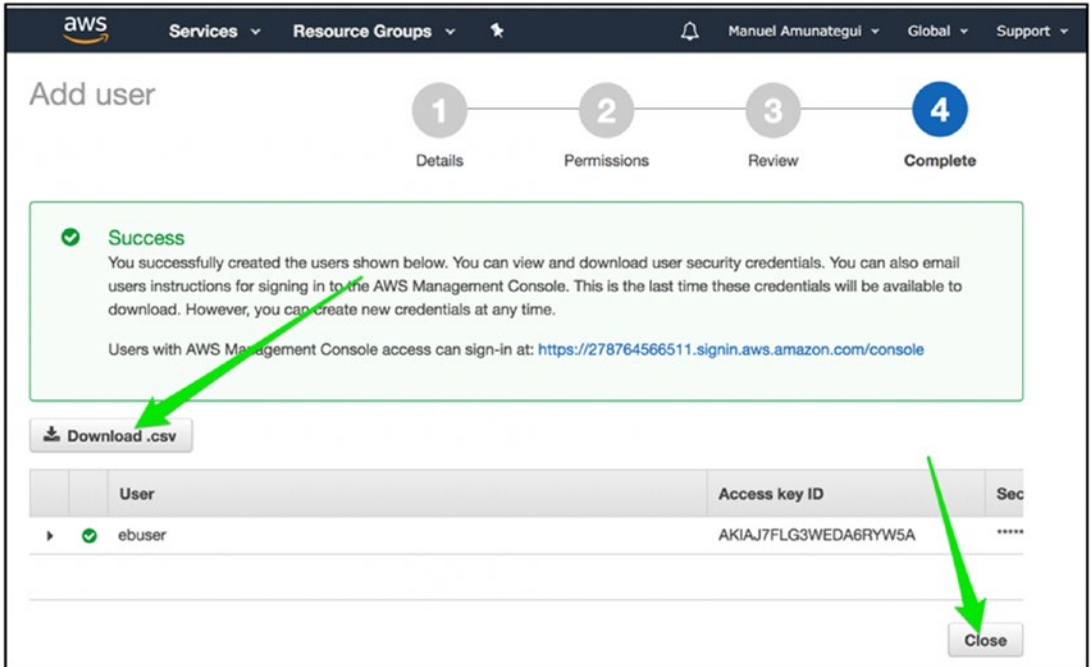 aws Services Resource Groups Manuel Amunategui Global Support
Add user
1 2 3 4
Details Permissions Review Complete
Success
You successfully created the users shown below. You can view and download user security credentials. You can also email
users instructions for signing in to the AWS Management Console. This is the last time these credentials will be available to
download. However, you can create new credentials at any time.
Users with AWS Management Console access can sign-in at: https://278764566511.signin.aws.amazon.com/console
Download .csv
User Access key ID Sec
ebuser AKIAJ7FLG3WEDA6RYW5A *****
Close